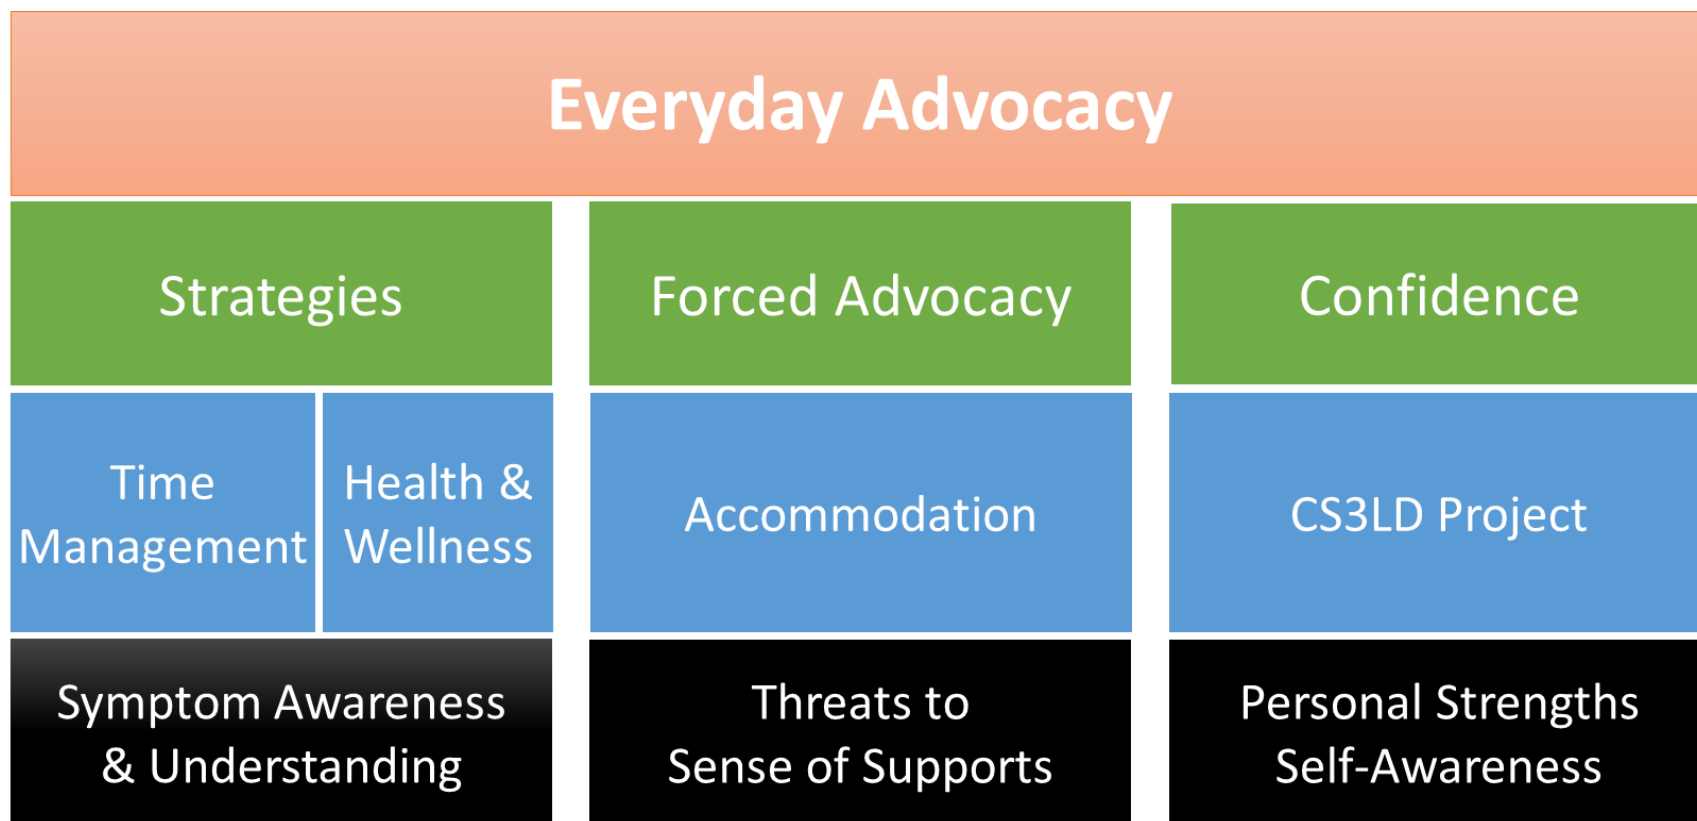 Everyday Advocacy
Strategies
Forced Advocacy
Confidence
Time
Management
Health &
Wellness
Accommodation
CS3LD Project
Symptom Awareness
& Understanding
Threats to
Sense of Supports
Personal Strengths
Self-Awareness